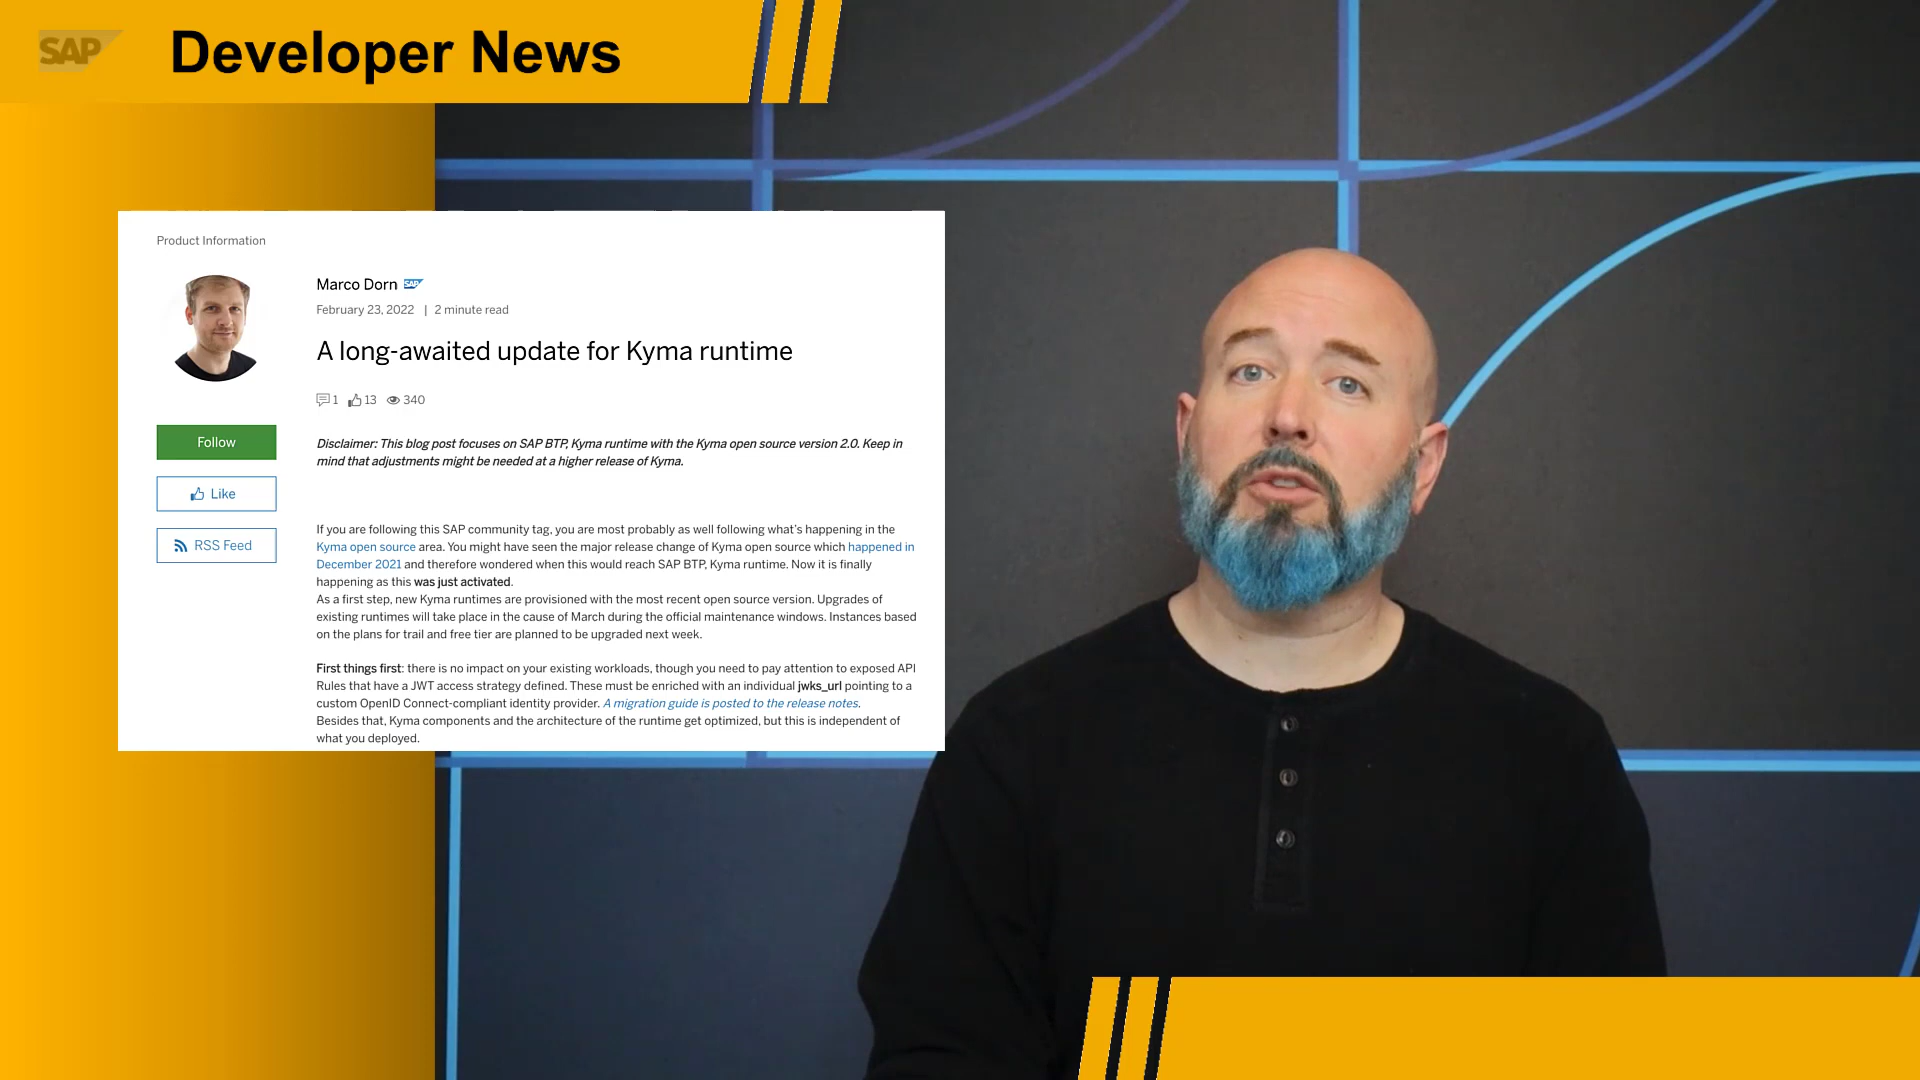 SAP
Developer News
Product Information
Marco Dorn SAP
February 23, 2022 | 2 minute read
A long-awaited update for Kyma runtime
1 13 340
Follow
Like
RSS Feed
Disclaimer: This blog post focuses on SAP BTP, Kyma runtime with the Kyma open source version 2.0. Keep in
mind that adjustments might be needed at a higher release of Kyma.
If you are following this SAP community tag, you are most probably as well following what's happening in the
Kyma open source area. You might have seen the major release change of Kyma open source which happened in
December 2021 and therefore wondered when this would reach SAP BTP, Kyma runtime. Now it is finally
happening as this was just activated.
As a first step, new Kyma runtimes are provisioned with the most recent open source version. Upgrades of
existing runtimes will take place in the cause of March during the official maintenance windows. Instances based
on the plans for trail and free tier are planned to be upgraded next week.
First things first: there is no impact on your existing workloads, though you need to pay attention to exposed API
Rules that have a JWT access strategy defined. These must be enriched with an individual jwks_url pointing to a
custom OpenID Connect-compliant identity provider. A migration guide is posted to the release notes.
Besides that, Kyma components and the architecture of the runtime get optimized, but this is independent of
what you deployed.